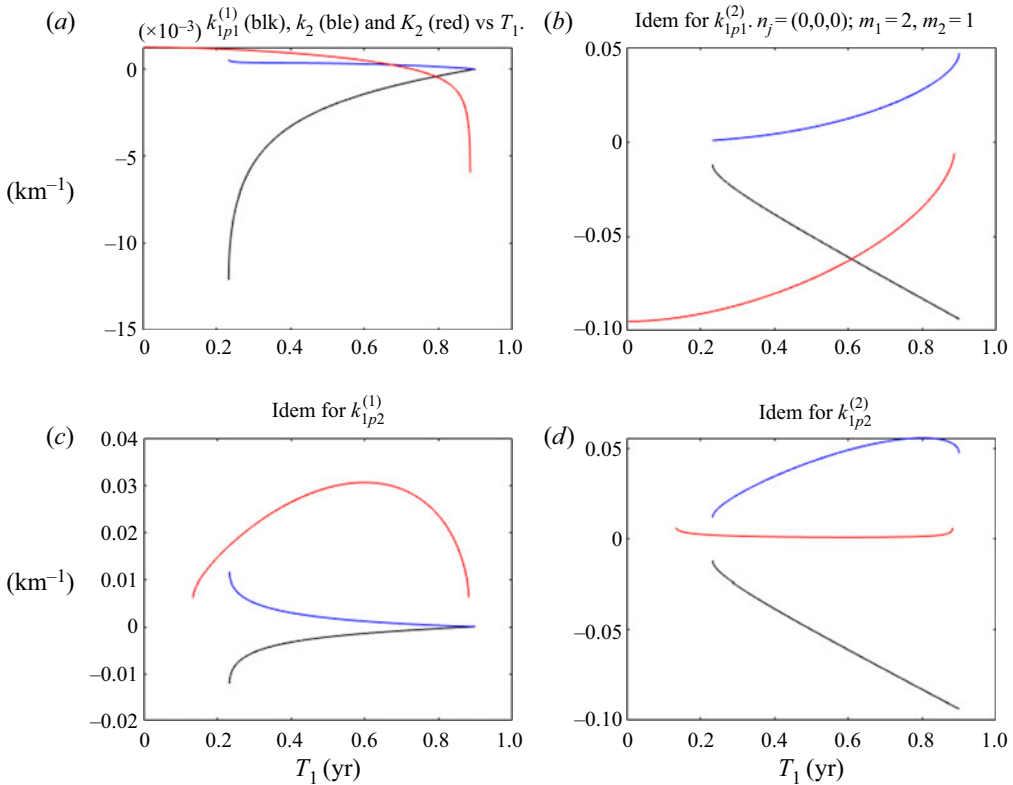 (a) (×10⁻³) k₁ₚ₁⁽¹⁾ (blk), k₂ (ble) and K₂ (red) vs T₁.
0
−5
(km⁻¹)
−10
−15
0 0.2 0.4 0.6 0.8 1.0
(b) Idem for k₁ₚ₁⁽²⁾. nⱼ = (0,0,0); m₁ = 2, m₂ = 1
0.05
0
−0.05
−0.10
0 0.2 0.4 0.6 0.8 1.0
(c) Idem for k₁ₚ₂⁽¹⁾
0.04
0.03
0.02
(km⁻¹)
0.01
0
−0.01
−0.02
0 0.2 0.4 0.6 0.8 1.0
T₁ (yr)
(d) Idem for k₁ₚ₂⁽²⁾
0.05
0
−0.05
−0.10
0 0.2 0.4 0.6 0.8 1.0
T₁ (yr)